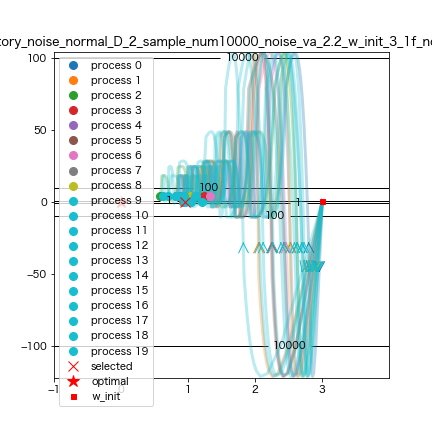 tory_noise_normal_D_2_sample_num10000_noise_va_2.2_w_init_3_1f_n
100
50
0
−50
−100
0
1
2
3
process 0
process 1
process 2
process 3
process 4
process 5
process 6
process 7
process 8
process 9
process 10
process 11
process 12
process 13
process 14
process 15
process 16
process 17
process 18
process 19
selected
optimal
w_init
10000
100
1
1
100
10000